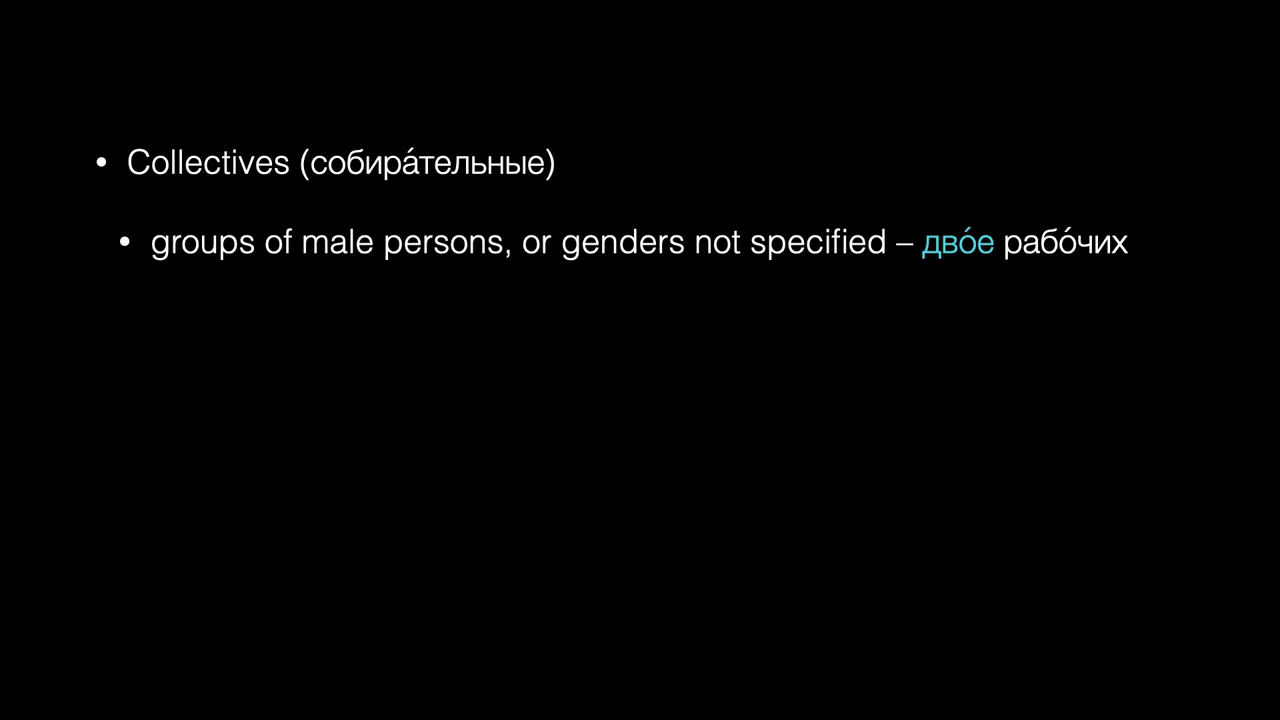 • Collectives (собира́тельные)
• groups of male persons, or genders not specified – дво́е рабо́чих